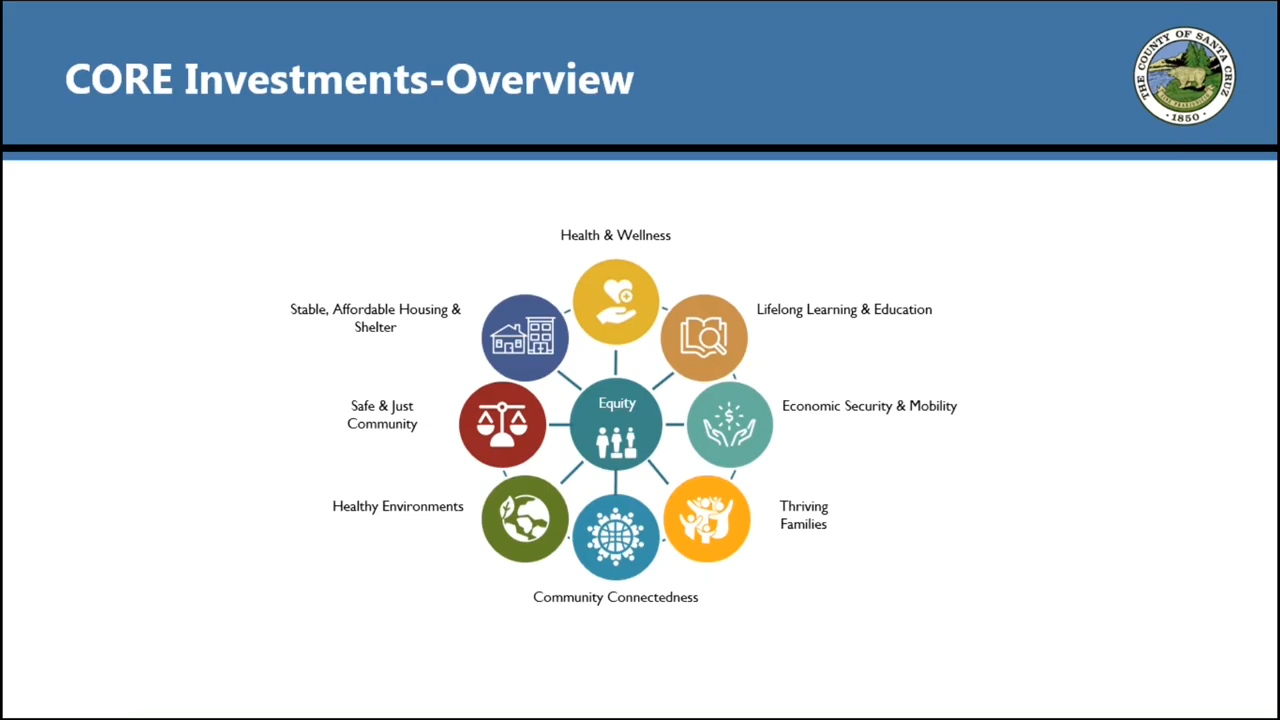 CORE Investments-Overview
THE COUNTY OF SANTA CRUZ
1850
Health & Wellness
Stable, Affordable Housing &
Shelter
Lifelong Learning & Education
Safe & Just
Community
Equity
Economic Security & Mobility
Healthy Environments
Thriving
Families
Community Connectedness